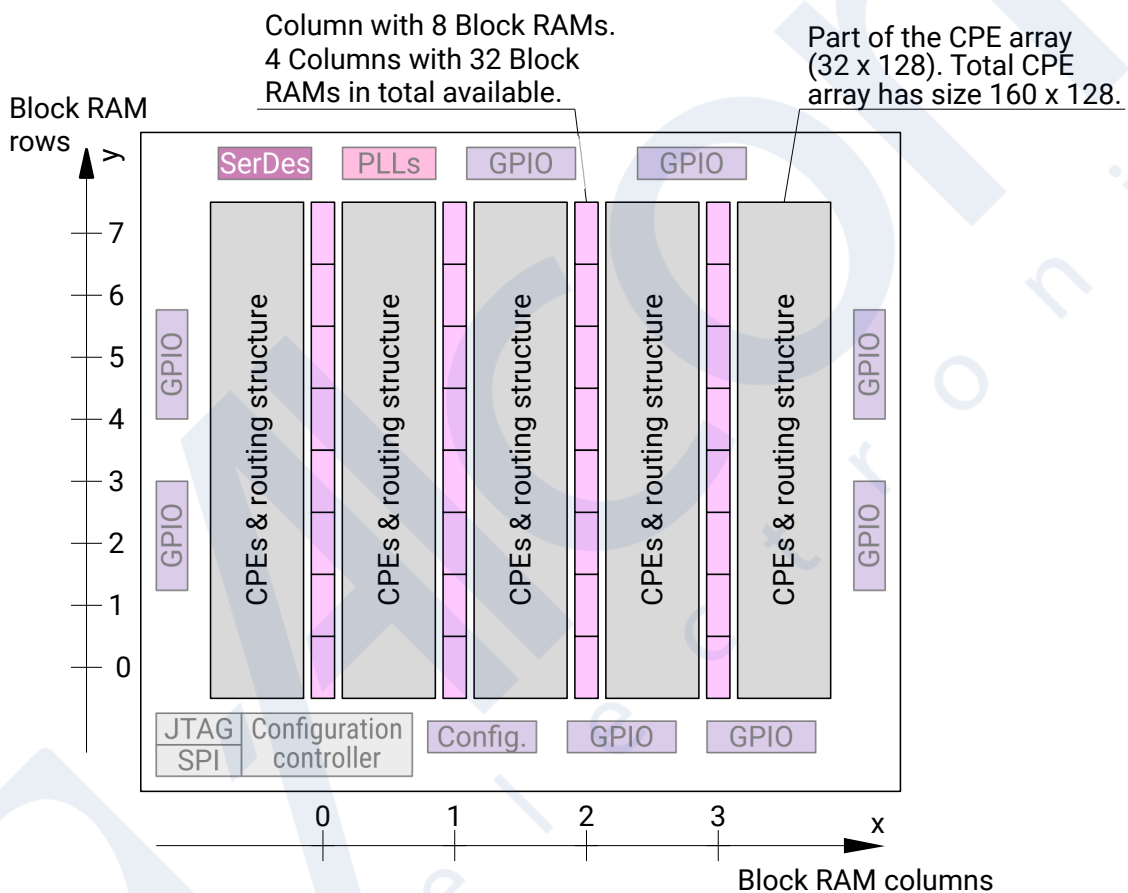 Column with 8 Block RAMs.
4 Columns with 32 Block
RAMs in total available.
Part of the CPE array
(32 x 128). Total CPE
array has size 160 x 128.
Block RAM
rows
y
SerDes
PLLs
GPIO
GPIO
7
6
5
4
3
2
1
0
GPIO
GPIO
CPEs & routing structure
CPEs & routing structure
CPEs & routing structure
CPEs & routing structure
CPEs & routing structure
GPIO
GPIO
JTAG
SPI
Configuration
controller
Config.
GPIO
GPIO
0
1
2
3
x
Block RAM columns